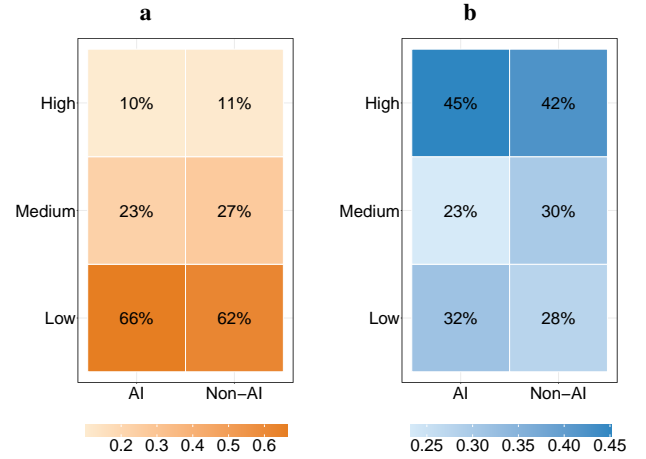 a
High 10% 11%
Medium 23% 27%
Low 66% 62%
AI Non−AI
0.2 0.3 0.4 0.5 0.6
b
High 45% 42%
Medium 23% 30%
Low 32% 28%
AI Non−AI
0.25 0.30 0.35 0.40 0.45